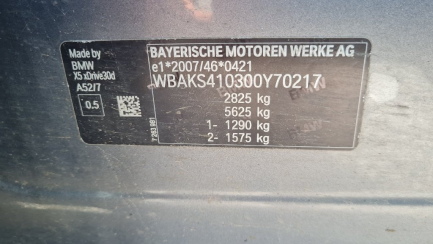 Made by
BMW
X5 xDrive30d
A52/7
0.5
BAYERISCHE MOTOREN WERKE AG
e1*2007/46*0421
WBAKS410300Y70217
2825 kg
5625 kg
1- 1290 kg
2- 1575 kg